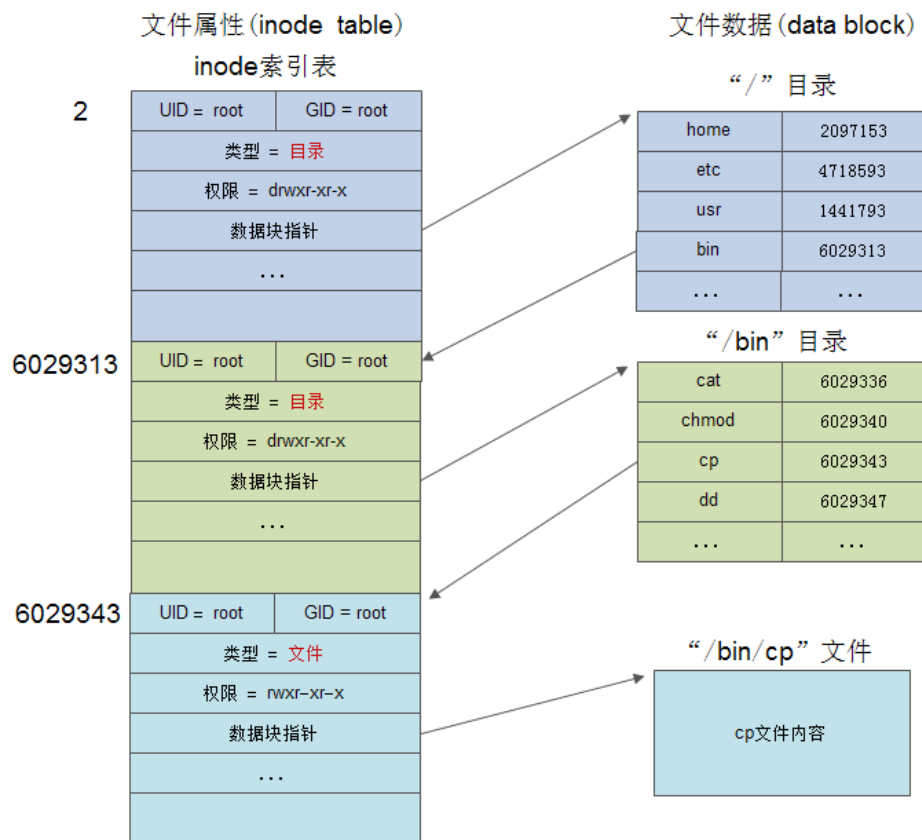 文件属性(inode table)
inode索引表
2
UID = root GID = root
类型 = 目录
权限 = drwxr-xr-x
数据块指针
...
6029313
UID = root GID = root
类型 = 目录
权限 = drwxr-xr-x
数据块指针
...
6029343
UID = root GID = root
类型 = 文件
权限 = rwxr–xr–x
数据块指针
...
文件数据(data block)
“/”目录
home 2097153
etc 4718593
usr 1441793
bin 6029313
... ...
“/bin”目录
cat 6029336
chmod 6029340
cp 6029343
dd 6029347
... ...
“/bin/cp”文件
cp文件内容